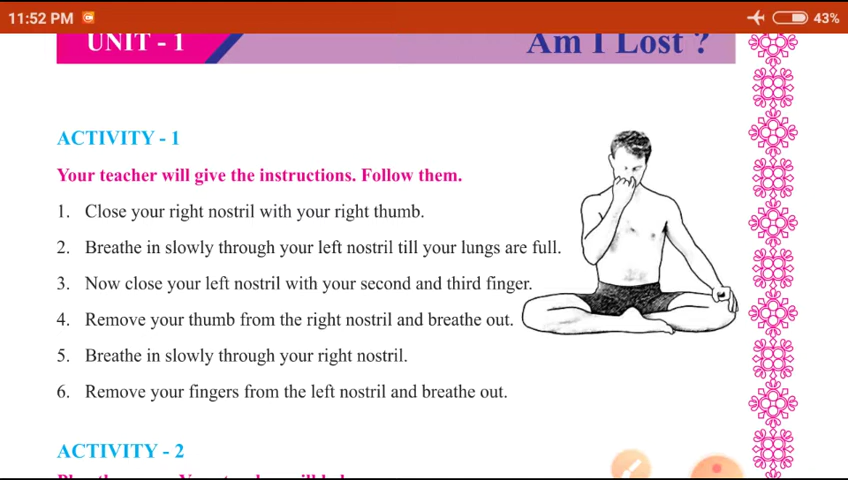 11:52 PM
43%
UNIT - 1
Am I Lost ?
ACTIVITY - 1
Your teacher will give the instructions. Follow them.
1. Close your right nostril with your right thumb.
2. Breathe in slowly through your left nostril till your lungs are full.
3. Now close your left nostril with your second and third finger.
4. Remove your thumb from the right nostril and breathe out.
5. Breathe in slowly through your right nostril.
6. Remove your fingers from the left nostril and breathe out.
ACTIVITY - 2